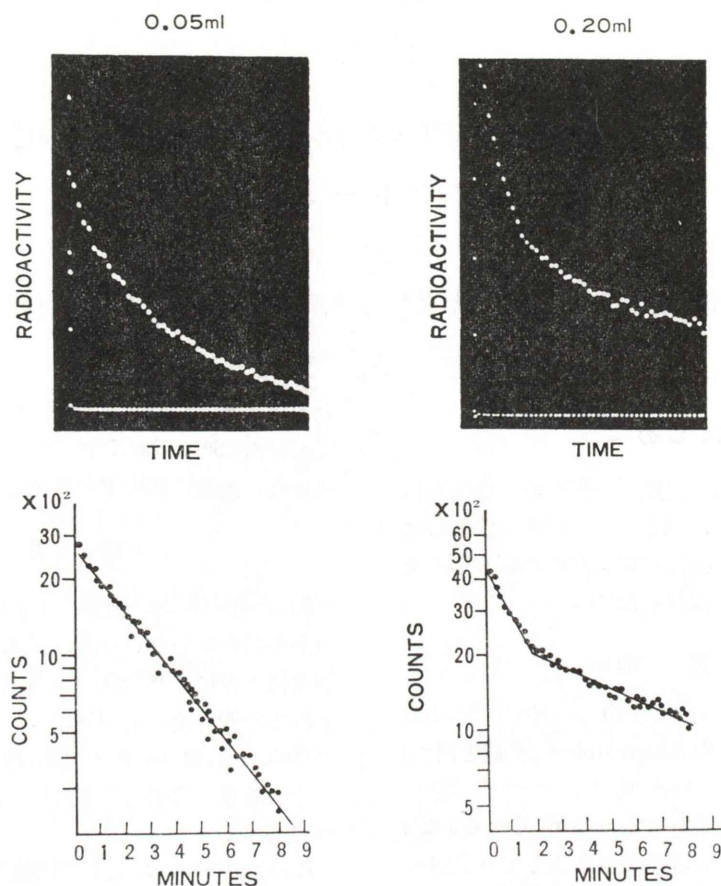 0.05ml
0.20ml
RADIOACTIVITY
TIME
RADIOACTIVITY
TIME
X10²
30
20
10
5
COUNTS
0 1 2 3 4 5 6 7 8 9
MINUTES
X10²
60
50
40
30
20
10
5
COUNTS
0 1 2 3 4 5 6 7 8 9
MINUTES